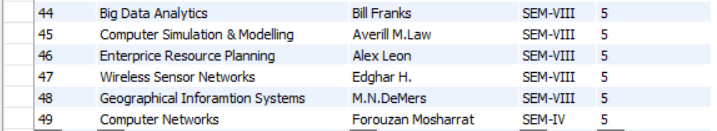 44 Big Data Analytics Bill Franks SEM-VIII 5
45 Computer Simulation & Modelling Averill M.Law SEM-VIII 5
46 Enterprice Resource Planning Alex Leon SEM-VIII 5
47 Wireless Sensor Networks Edghar H. SEM-VIII 5
48 Geographical Inforamtion Systems M.N.DeMers SEM-VIII 5
49 Computer Networks Forouzan Mosharrat SEM-IV 5